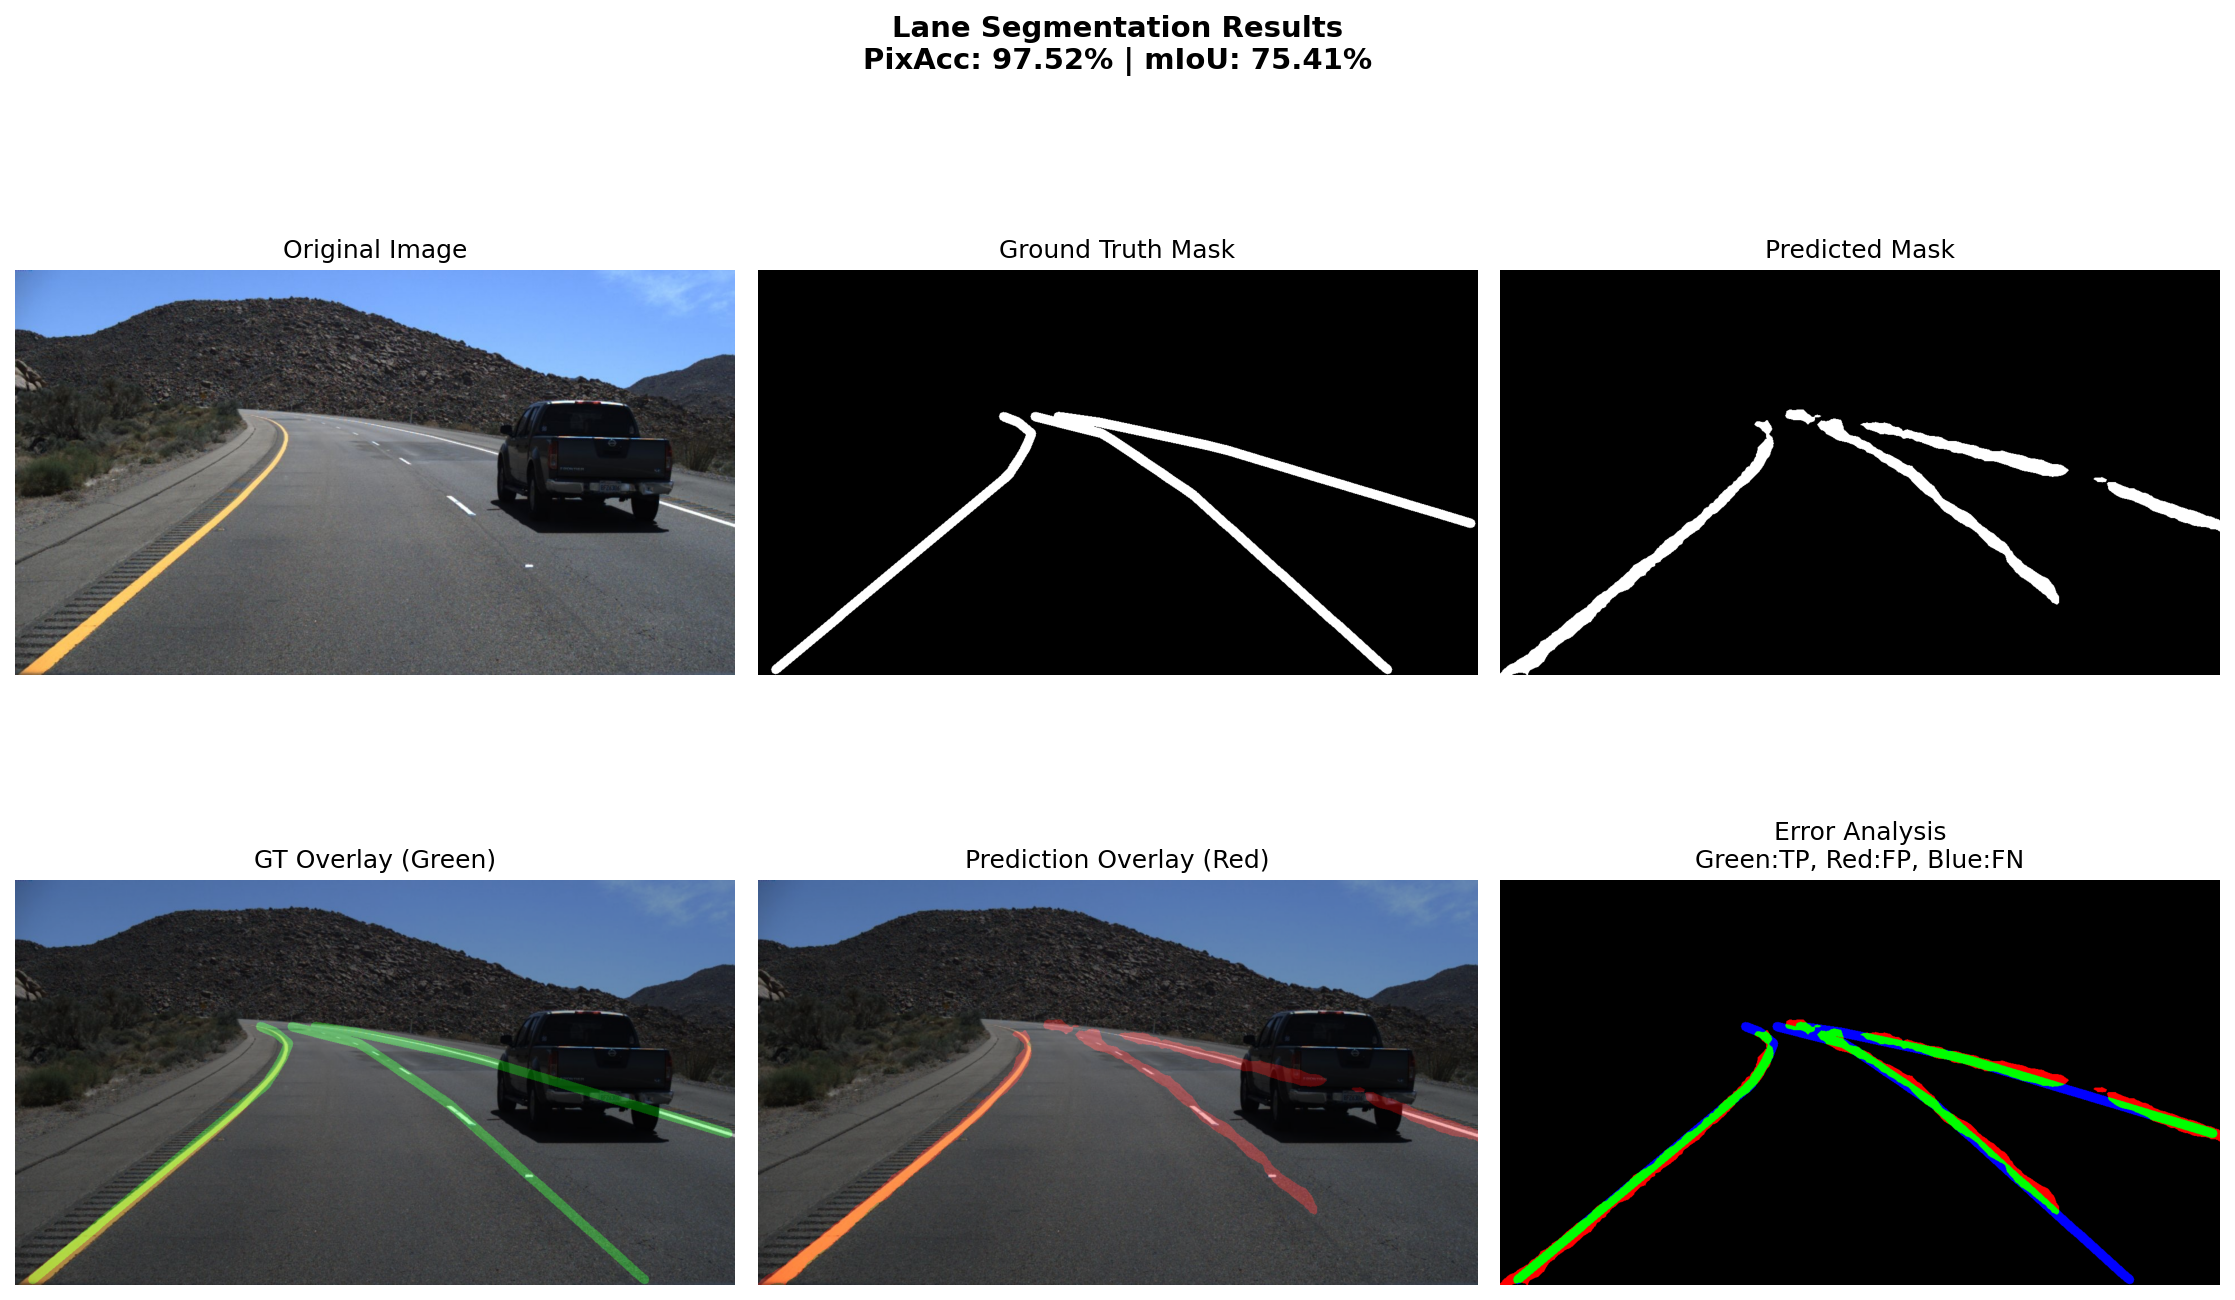 Lane Segmentation Results
PixAcc: 97.52% | mIoU: 75.41%
Original Image
Ground Truth Mask
Predicted Mask
GT Overlay (Green)
Prediction Overlay (Red)
Error Analysis
Green:TP, Red:FP, Blue:FN